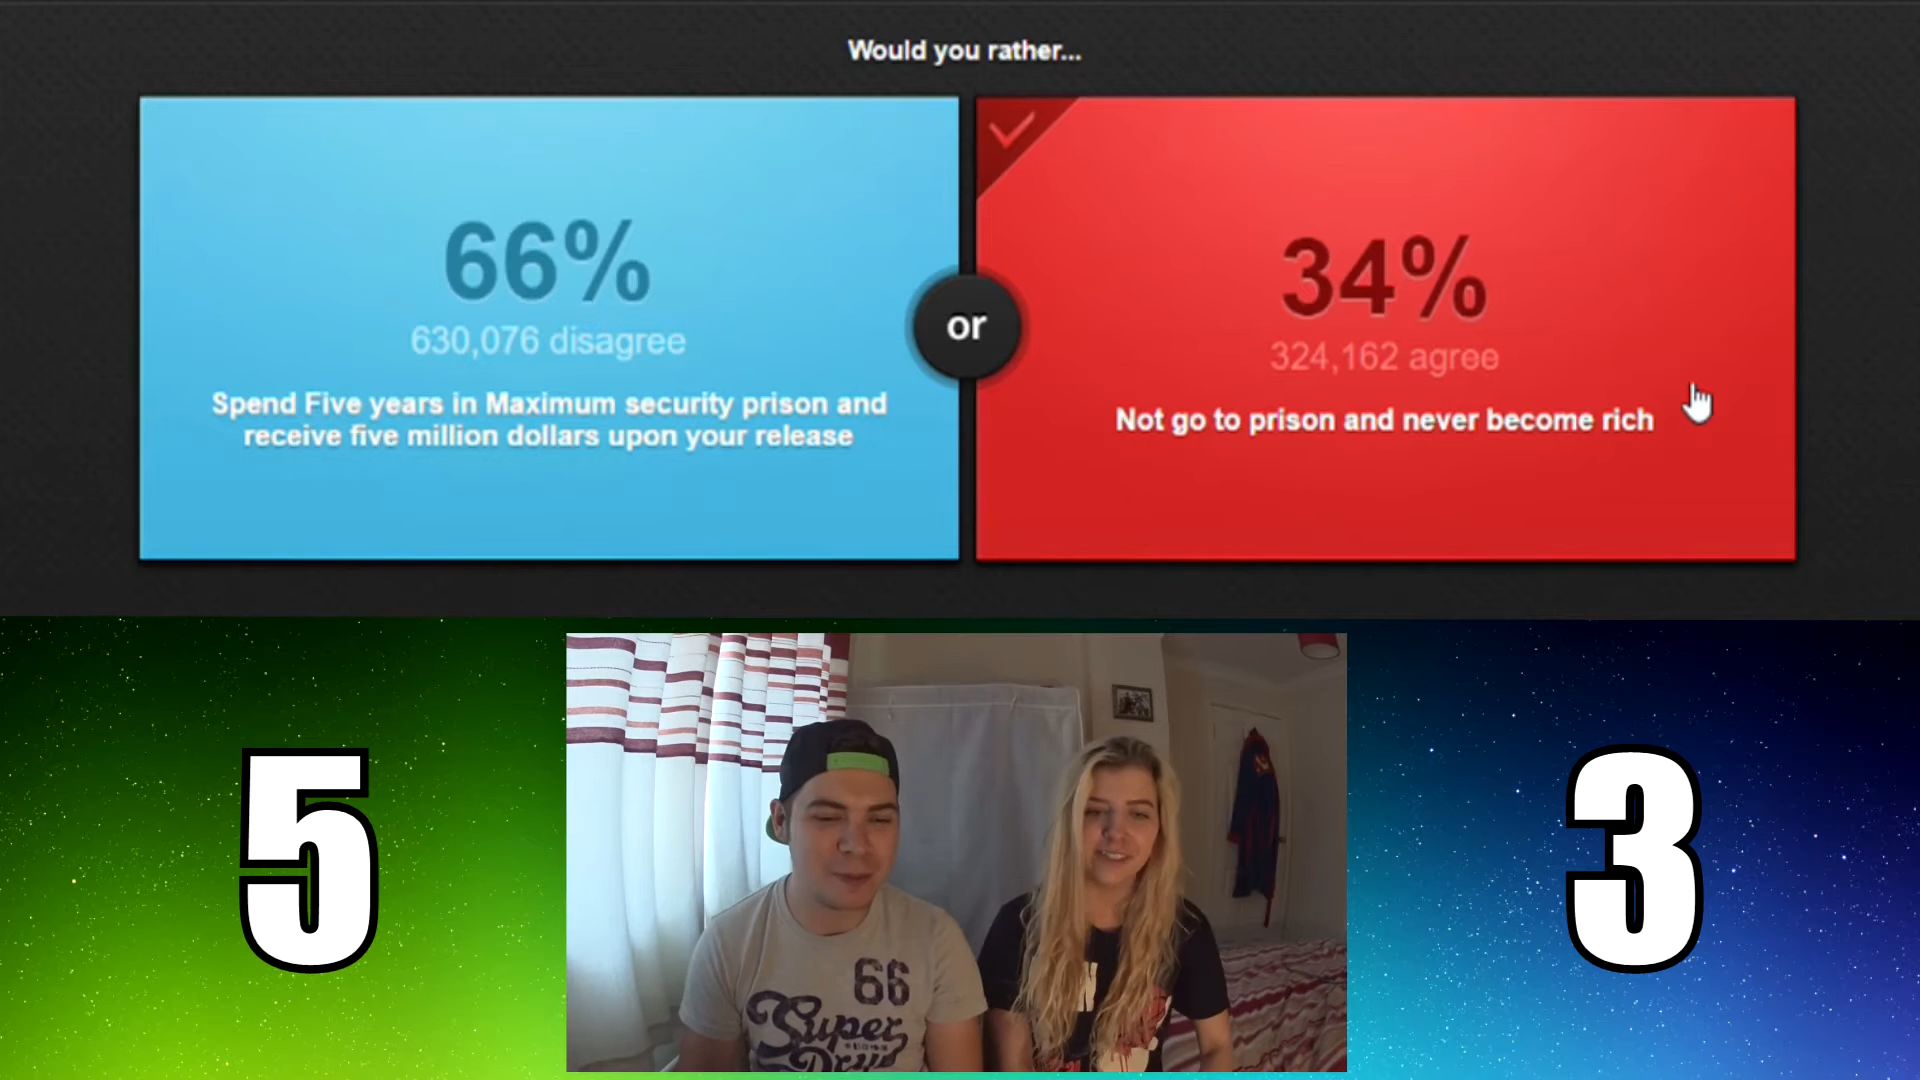 Would you rather...
66%
630,076 disagree
Spend Five years in Maximum security prison and
receive five million dollars upon your release
or
34%
324,162 agree
Not go to prison and never become rich
5
3
66
Super